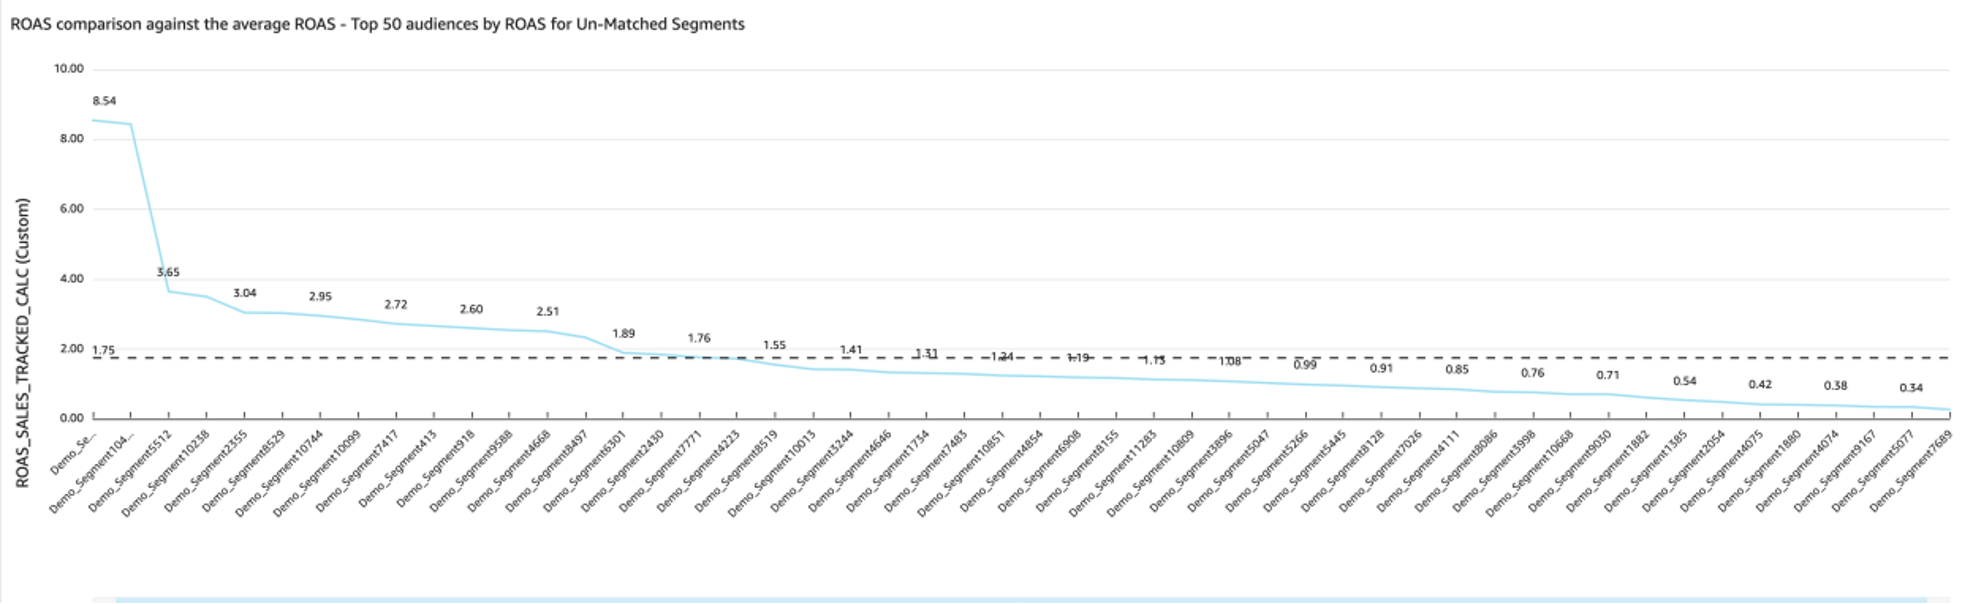 ROAS comparison against the average ROAS - Top 50 audiences by ROAS for Un-Matched Segments
ROAS_SALES_TRACKED_CALC (Custom)
10.00
8.00
6.00
4.00
2.00
0.00
8.54
3.65
3.04
2.95
2.72
2.60
2.51
1.89
1.76
1.55
1.41
1.31
1.24
1.19
1.13
1.08
0.99
0.91
0.85
0.76
0.71
0.54
0.42
0.38
0.34
1.75
Demo_Se...
Demo_Segment104...
Demo_Segment5512
Demo_Segment10238
Demo_Segment2355
Demo_Segment8529
Demo_Segment10744
Demo_Segment10099
Demo_Segment7417
Demo_Segment413
Demo_Segment918
Demo_Segment9588
Demo_Segment4668
Demo_Segment8497
Demo_Segment6301
Demo_Segment2430
Demo_Segment7771
Demo_Segment4223
Demo_Segment8519
Demo_Segment10013
Demo_Segment3244
Demo_Segment4646
Demo_Segment1734
Demo_Segment7483
Demo_Segment10851
Demo_Segment4854
Demo_Segment6908
Demo_Segment8155
Demo_Segment11283
Demo_Segment10809
Demo_Segment3896
Demo_Segment5047
Demo_Segment5266
Demo_Segment5445
Demo_Segment8128
Demo_Segment7026
Demo_Segment4111
Demo_Segment8086
Demo_Segment3998
Demo_Segment10668
Demo_Segment9030
Demo_Segment1882
Demo_Segment1385
Demo_Segment2054
Demo_Segment4075
Demo_Segment1880
Demo_Segment4074
Demo_Segment9167
Demo_Segment5077
Demo_Segment7689